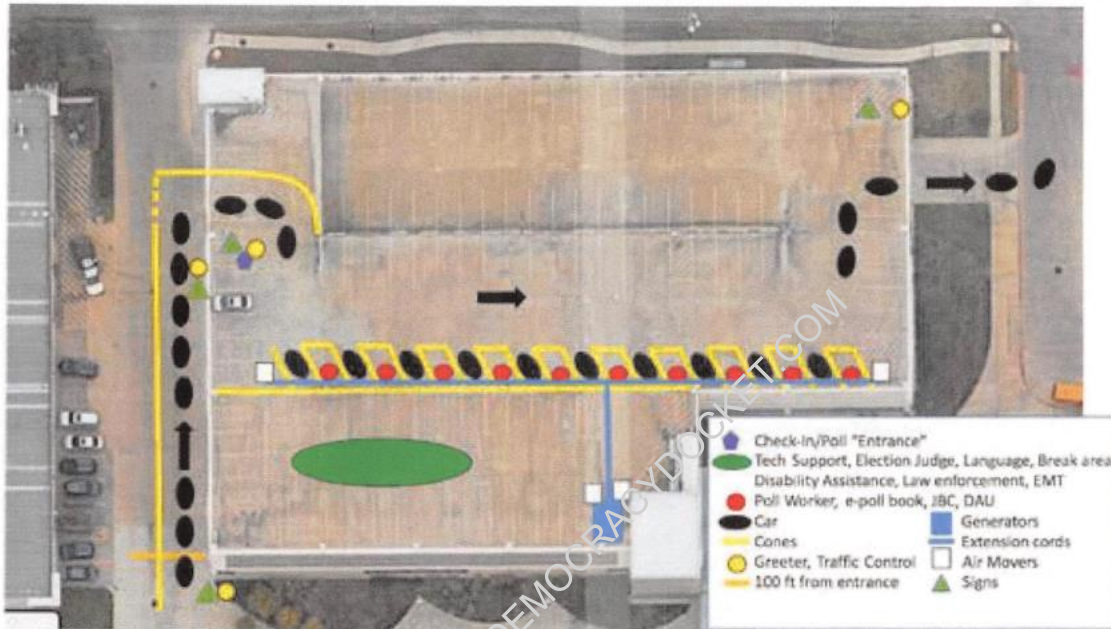 Check-In/Poll "Entrance"
Tech Support, Election Judge, Language, Break area
Disability Assistance, Law enforcement, EMT
Poll Worker, e-poll book, JBC, DAU
Car
Generators
Cones
Extension cords
Greeter, Traffic Control
Air Movers
100 ft from entrance
Signs
DEMOCRACYDOCKET.COM